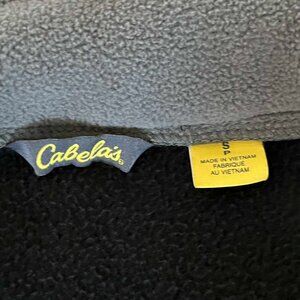 Cabela's
S
P
MADE IN VIETNAM
FABRIQUÉ
AU VIETNAM